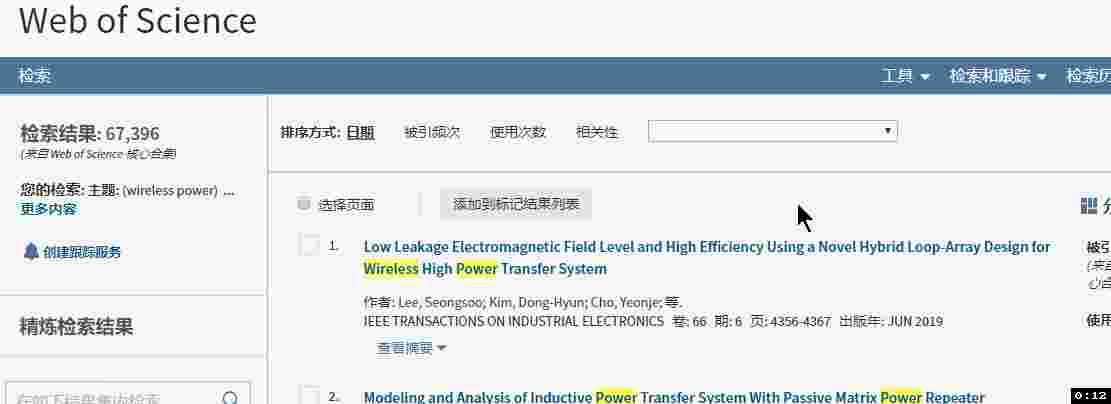 Web of Science
检索
工具
检索和跟踪
检索历
检索结果: 67,396
(来自 Web of Science 核心合集)
您的检索: 主题: (wireless power) ...
更多内容
创建跟踪服务
精炼检索结果
在如下结果集内检索
排序方式: 日期 被引频次 使用次数 相关性
选择页面
添加到标记结果列表
1. Low Leakage Electromagnetic Field Level and High Efficiency Using a Novel Hybrid Loop-Array Design for
Wireless High Power Transfer System
作者: Lee, Seongsoo; Kim, Dong-Hyun; Cho, Yeonje; 等.
IEEE TRANSACTIONS ON INDUSTRIAL ELECTRONICS 卷: 66 期: 6 页: 4356-4367 出版年: JUN 2019
查看摘要
2. Modeling and Analysis of Inductive Power Transfer System With Passive Matrix Power Repeater
分
被引
(来自
心合
使用
0:12